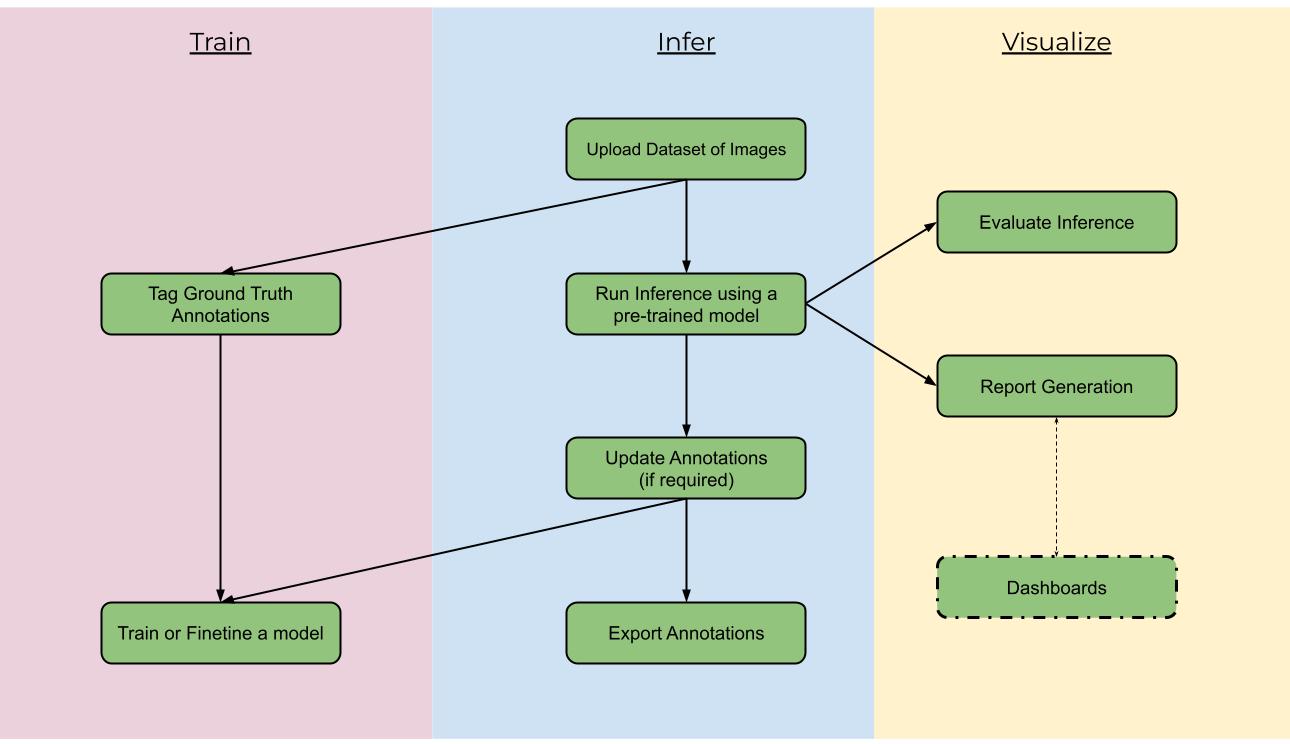 Train
Infer
Visualize
Upload Dataset of Images
Evaluate Inference
Tag Ground Truth
Annotations
Run Inference using a
pre-trained model
Report Generation
Update Annotations
(if required)
Dashboards
Train or Finetine a model
Export Annotations